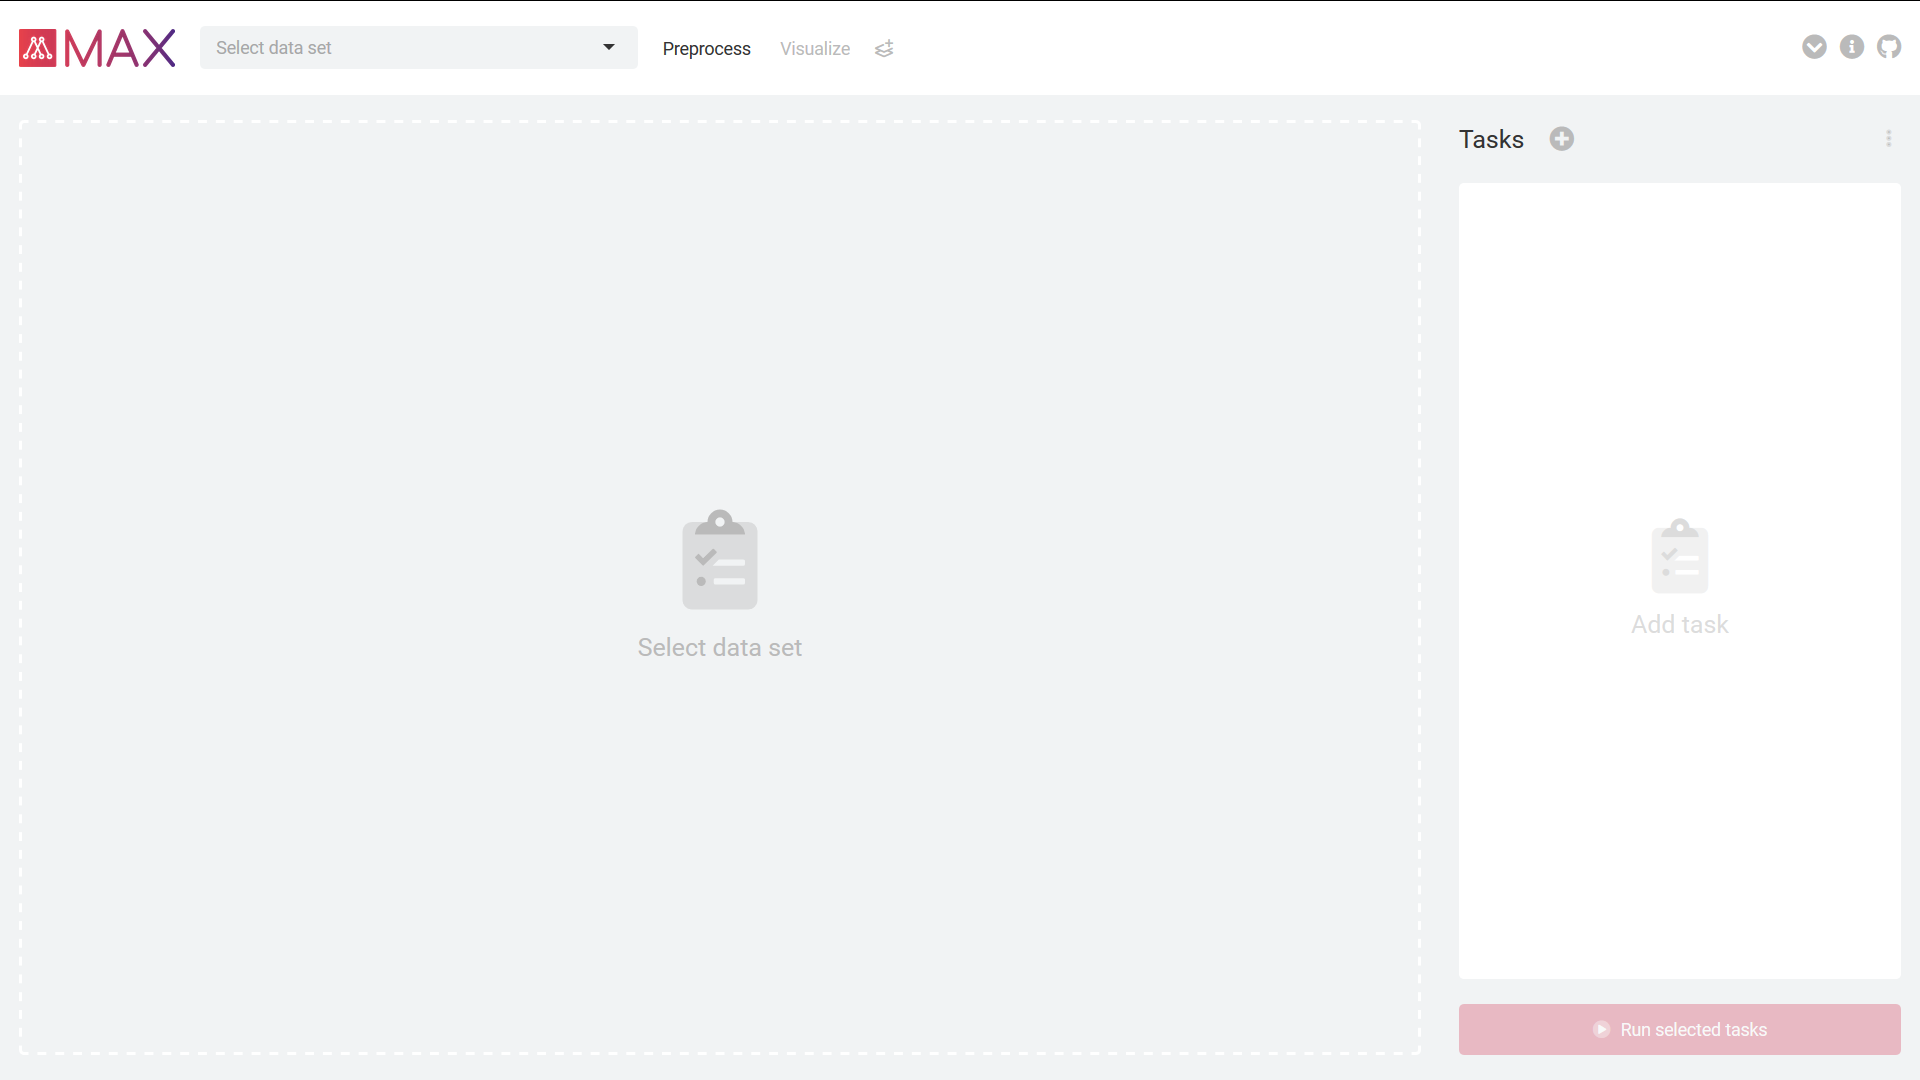 MAX
Select data set
Preprocess
Visualize
Tasks
Select data set
Add task
Run selected tasks